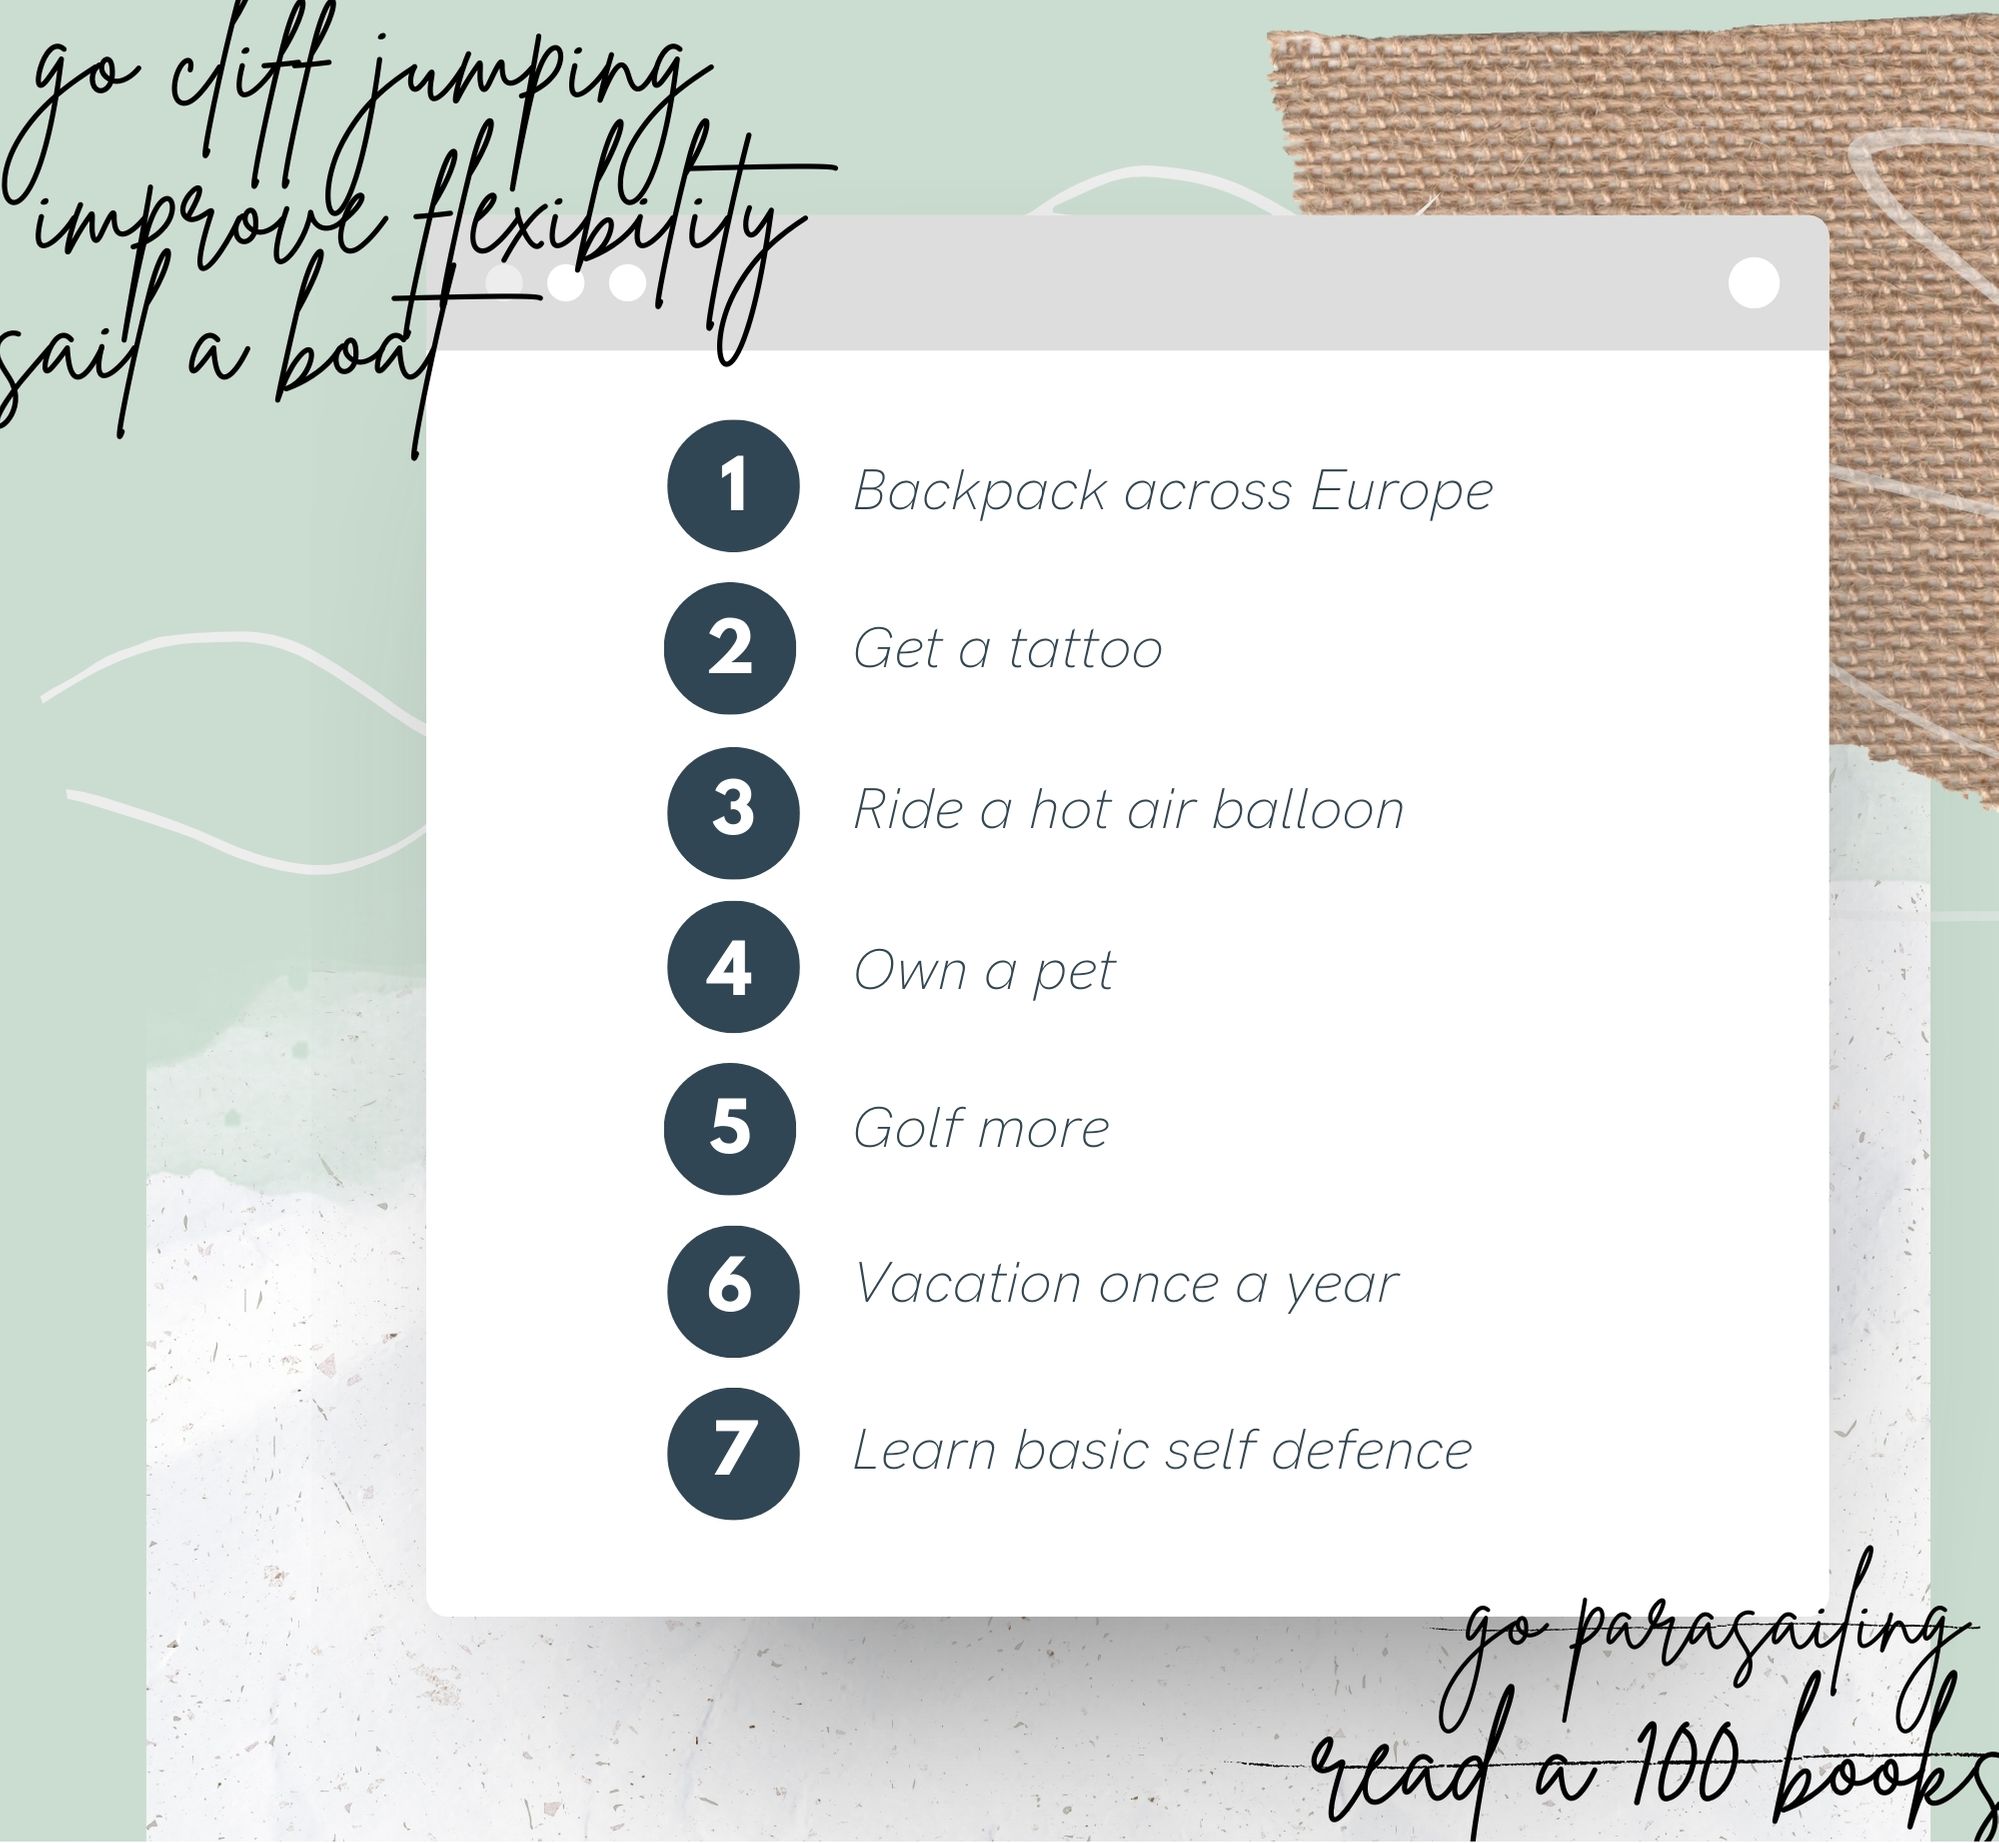 go cliff jumping
improve flexibility
sail a boat
1 Backpack across Europe
2 Get a tattoo
3 Ride a hot air balloon
4 Own a pet
5 Golf more
6 Vacation once a year
7 Learn basic self defence
go parasailing
read a 100 books